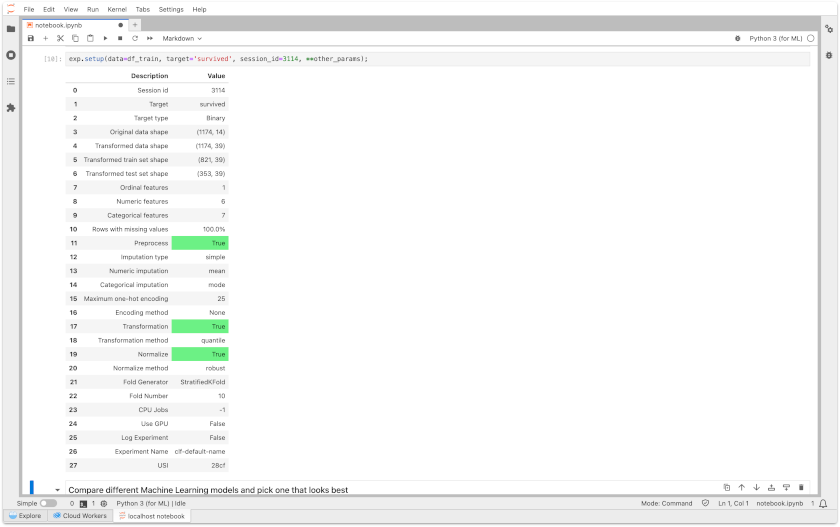 File Edit View Run Kernel Tabs Settings Help
notebook.ipynb
Markdown
Python 3 (for ML)
[18]: exp.setup(data=df_train, target='survived', session_id=3114, **other_params);
Description Value
0 Session id 3114
1 Target survived
2 Target type Binary
3 Original data shape (1174, 14)
4 Transformed data shape (1174, 39)
5 Transformed train set shape (821, 39)
6 Transformed test set shape (353, 39)
7 Ordinal features 1
8 Numeric features 6
9 Categorical features 7
10 Rows with missing values 100.0%
11 Preprocess True
12 Imputation type simple
13 Numeric imputation mean
14 Categorical imputation mode
15 Maximum one-hot encoding 25
16 Encoding method None
17 Transformation True
18 Transformation method quantile
19 Normalize True
20 Normalize method robust
21 Fold Generator StratifiedKFold
22 Fold Number 10
23 CPU Jobs -1
24 Use GPU False
25 Log Experiment False
26 Experiment Name clf-default-name
27 USI 28cf
Compare different Machine Learning models and pick one that looks best
Simple 0 1 Python 3 (for ML) | Idle Mode: Command Ln 1, Col 1 notebook.ipynb 1
Explore Cloud Workers localhost notebook